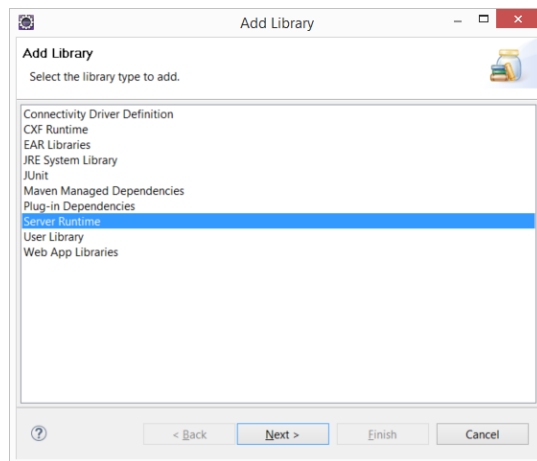 Add Library
Add Library
Select the library type to add.
Connectivity Driver Definition
CXF Runtime
EAR Libraries
JRE System Library
JUnit
Maven Managed Dependencies
Plug-in Dependencies
Server Runtime
User Library
Web App Libraries
? < Back Next > Finish Cancel